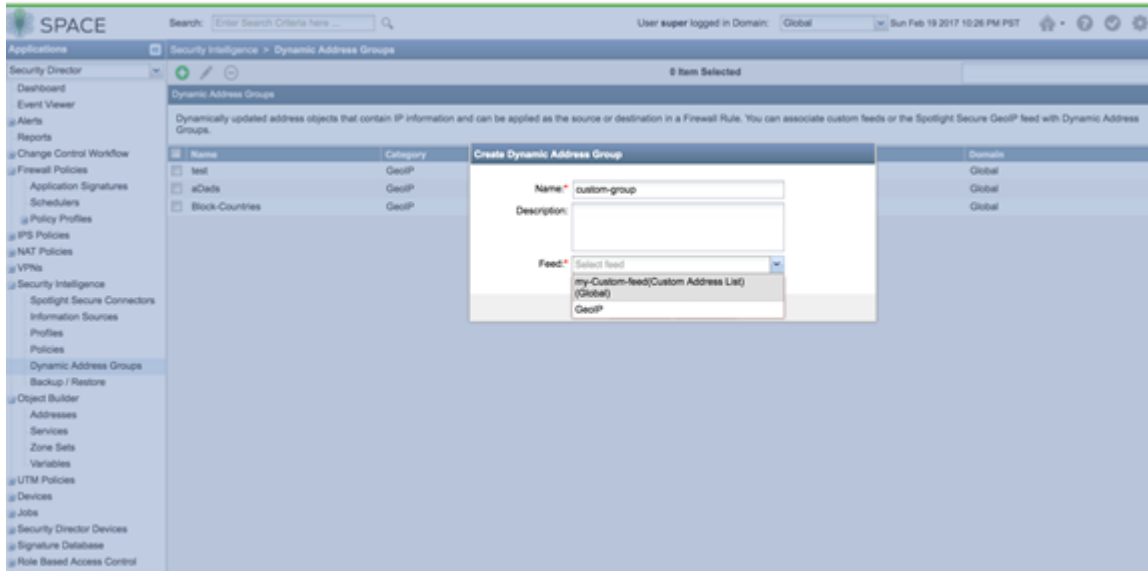 SPACE
Search: Enter Search Criteria here ...
User super logged in Domain: Global
Sun Feb 19 2017 10:26 PM PST
Applications
Security Intelligence > Dynamic Address Groups
Security Director
0 Item Selected
Dashboard
Event Viewer
Alerts
Reports
Change Control Workflow
Firewall Policies
Application Signatures
Schedulers
Policy Profiles
IPS Policies
NAT Policies
VPNs
Security Intelligence
Spotlight Secure Connectors
Information Sources
Profiles
Policies
Dynamic Address Groups
Backup / Restore
Object Builder
Addresses
Services
Zone Sets
Variables
UTM Policies
Devices
Jobs
Security Director Devices
Signature Database
Role Based Access Control
Dynamic Address Groups
Dynamically updated address objects that contain IP information and can be applied as the source or destination in a Firewall Rule. You can associate custom feeds or the Spotlight Secure GeoIP feed with Dynamic Address
Groups.
Name Category Domain
test GeoIP Global
aDads GeoIP Global
Block-Countries GeoIP Global
Create Dynamic Address Group
Name:* custom-group
Description:
Feed:* Select feed
my-Custom-feed(Custom Address List)
(Global)
GeoIP